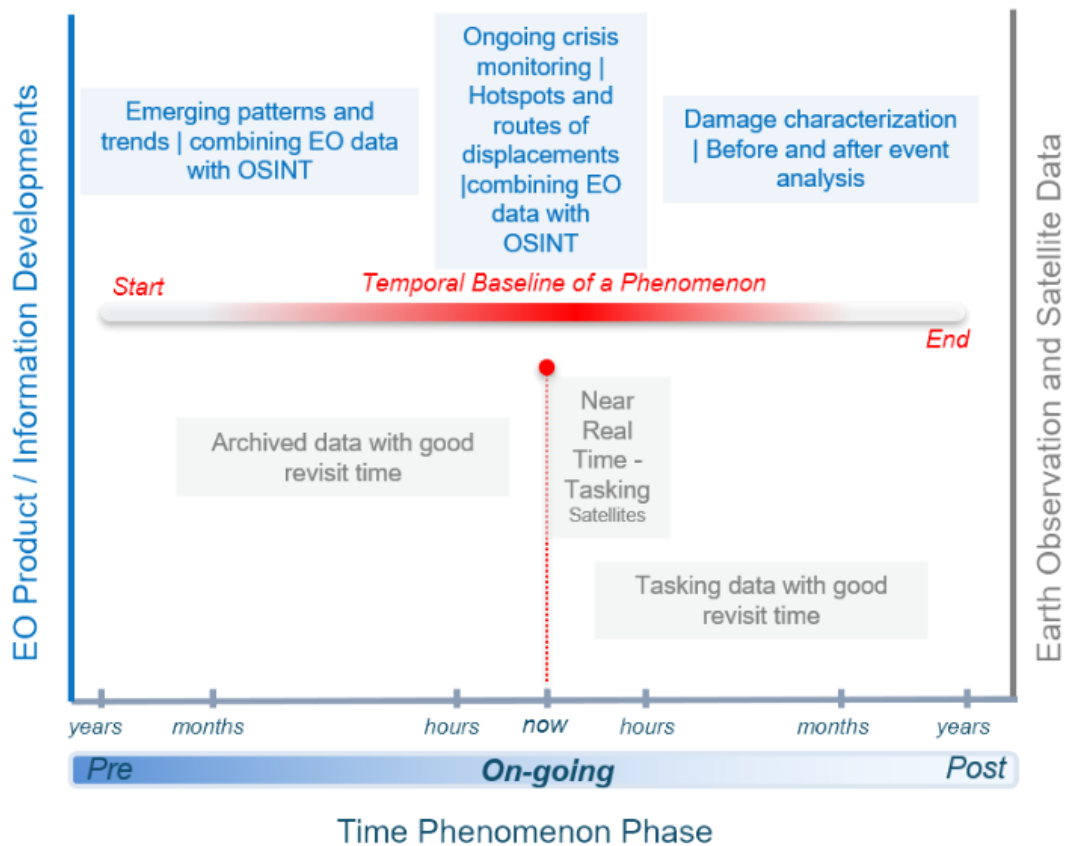 EO Product / Information Developments
Emerging patterns and
trends | combining EO data
with OSINT
Ongoing crisis
monitoring |
Hotspots and
routes of
displacements
|combining EO
data with
OSINT
Damage characterization
| Before and after event
analysis
Start
Temporal Baseline of a Phenomenon
End
Archived data with good
revisit time
Near
Real
Time -
Tasking
Satellites
Tasking data with good
revisit time
Earth Observation and Satellite Data
years months hours now hours months years
Pre On-going Post
Time Phenomenon Phase